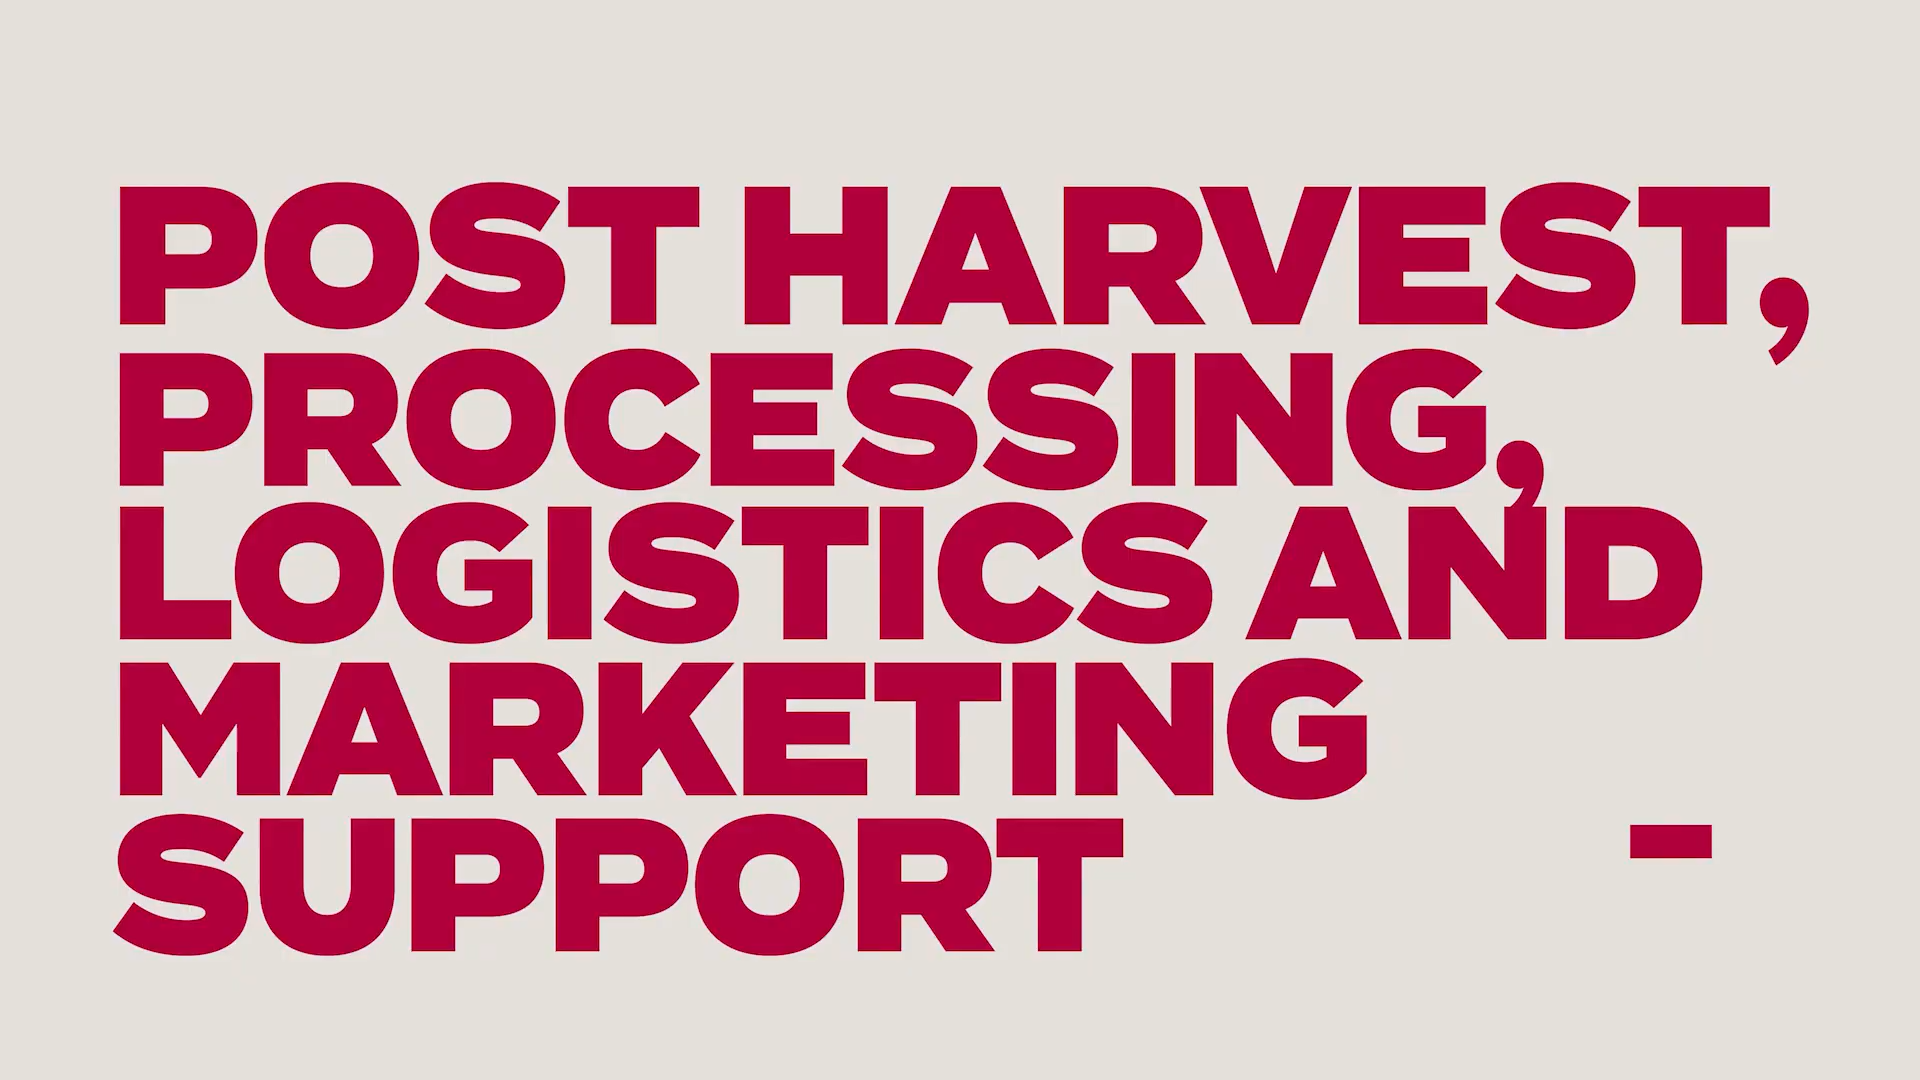 POST HARVEST,
PROCESSING,
LOGISTICS AND
MARKETING
SUPPORT -